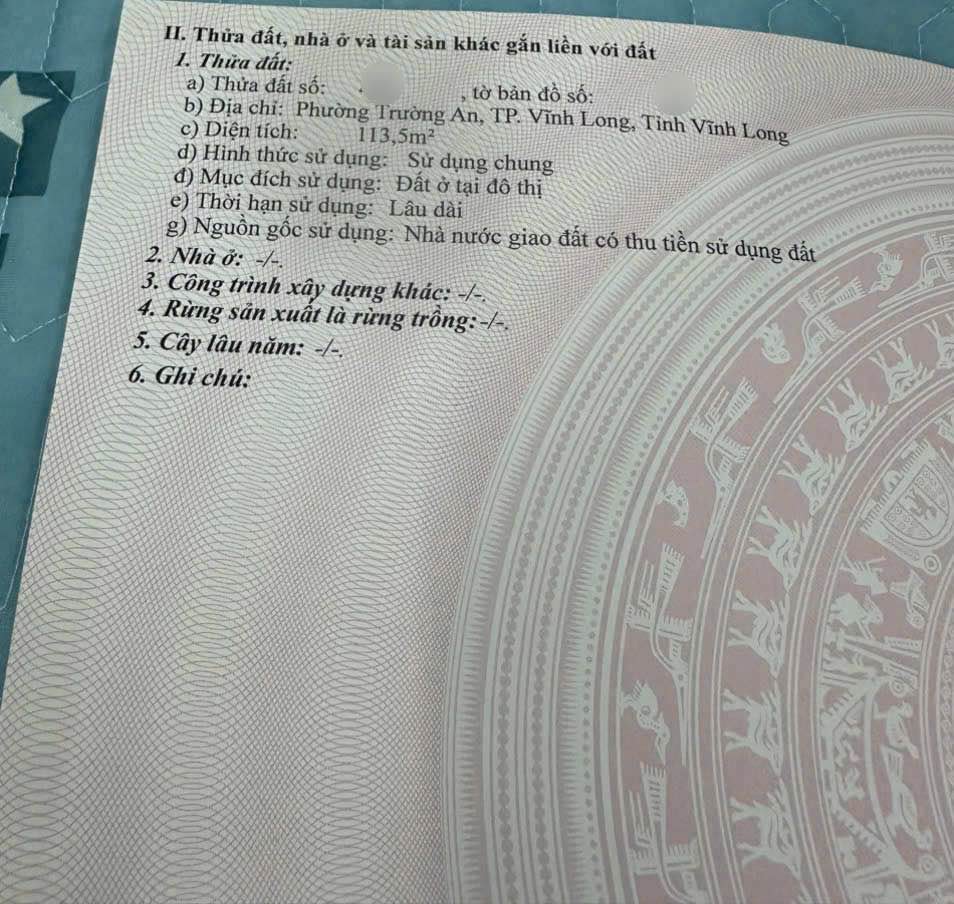 II. Thửa đất, nhà ở và tài sản khác gắn liền với đất
1. Thửa đất:
a) Thửa đất số: , tờ bản đồ số:
b) Địa chỉ: Phường Trường An, TP. Vĩnh Long, Tỉnh Vĩnh Long
c) Diện tích: 113,5m²
d) Hình thức sử dụng: Sử dụng chung
đ) Mục đích sử dụng: Đất ở tại đô thị
e) Thời hạn sử dụng: Lâu dài
g) Nguồn gốc sử dụng: Nhà nước giao đất có thu tiền sử dụng đất
2. Nhà ở: -/-.
3. Công trình xây dựng khác: -/-.
4. Rừng sản xuất là rừng trồng: -/-.
5. Cây lâu năm: -/-.
6. Ghi chú: